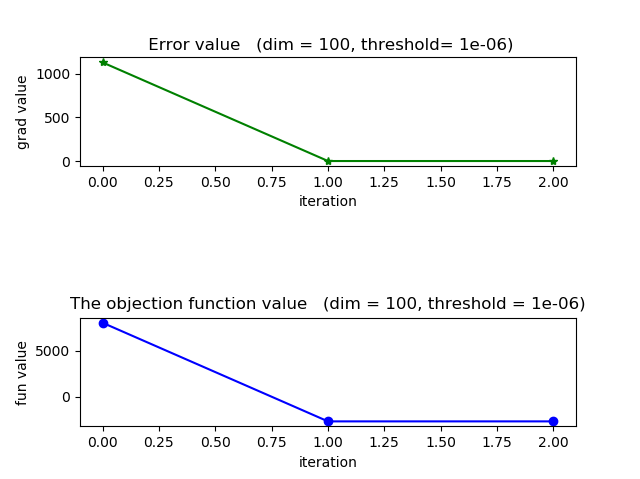 Error value   (dim = 100, threshold= 1e-06)
grad value
1000
500
0
0.00 0.25 0.50 0.75 1.00 1.25 1.50 1.75 2.00
iteration
The objection function value   (dim = 100, threshold = 1e-06)
fun value
5000
0
0.00 0.25 0.50 0.75 1.00 1.25 1.50 1.75 2.00
iteration